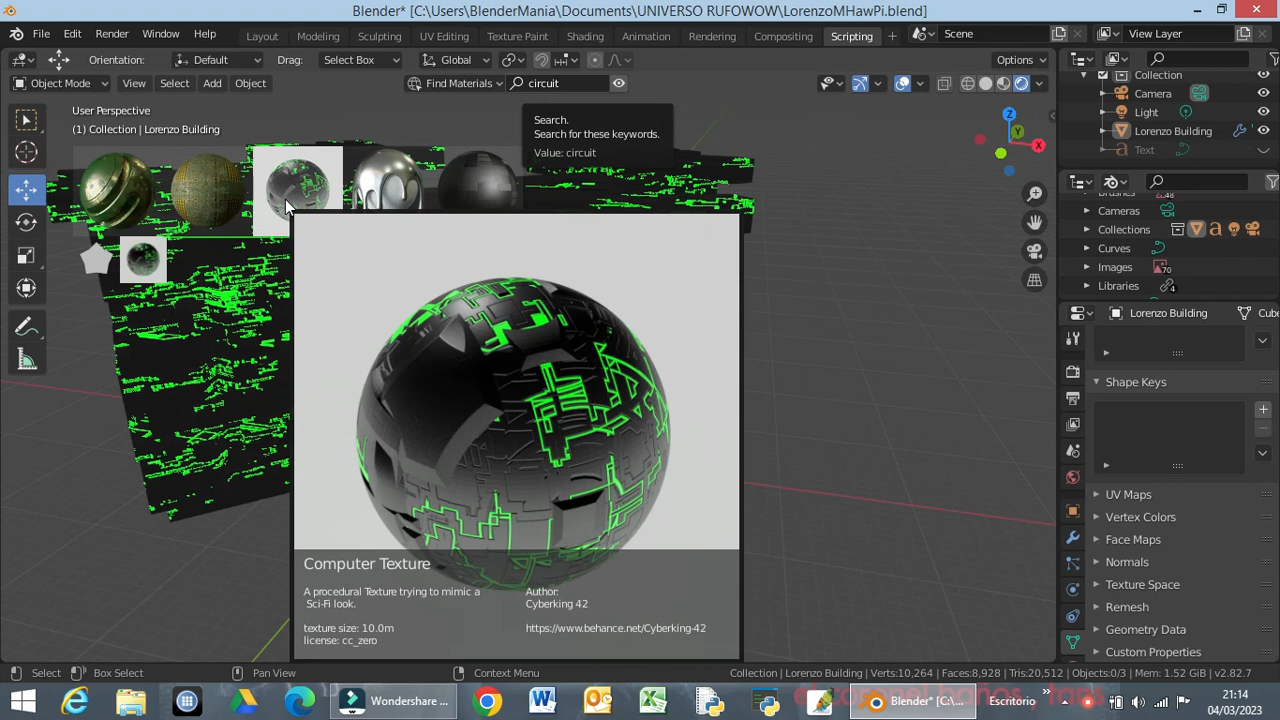 Blender* [C:\Users\BlenderMania\Documents\UNIVERSO RUFOWOW\LorenzoMHawPi.blend]
File Edit Render Window Help Layout Modeling Sculpting UV Editing Texture Paint Shading Animation Rendering Compositing Scripting Scene View Layer
Orientation: Default Drag: Select Box Global Options
Object Mode View Select Add Object Find Materials circuit
Collection
Camera
Light
Lorenzo Building
Text
User Perspective
(1) Collection | Lorenzo Building
Search.
Search for these keywords.
Value: circuit
Z
Y
X
Brushes
Cameras
Collections
Curves
Images 70
Libraries 4
Lorenzo Building Cube
Shape Keys
UV Maps
Vertex Colors
Face Maps
Normals
Texture Space
Remesh
Geometry Data
Custom Properties
Computer Texture
A procedural Texture trying to mimic a
Sci-Fi look.
texture size: 10.0m
license: cc_zero
Author:
Cyberking 42
https://www.behance.net/Cyberking-42
Select Box Select Pan View Context Menu Collection | Lorenzo Building | Verts:10,264 | Faces:8,928 | Tris:20,512 | Objects:0/3 | Mem: 1.52 GiB | v2.82.7
Wondershare ... Blender* [C:\... Escritorio
21:14
04/03/2023